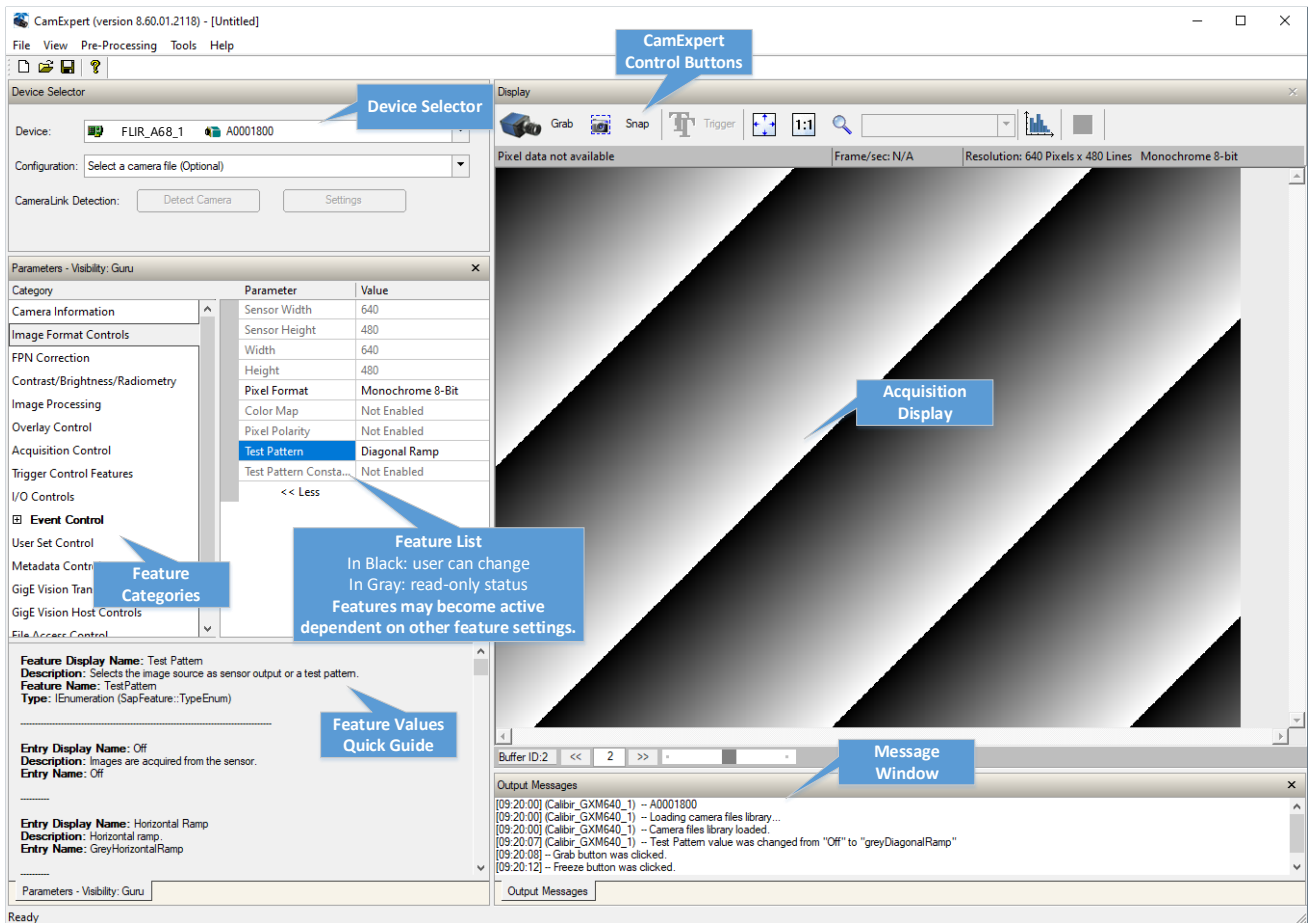 CamExpert (version 8.60.01.2118) - [Untitled]
File View Pre-Processing Tools Help
CamExpert
Control Buttons
Device Selector
Device Selector
Device: FLIR_A68_1 A0001800
Configuration: Select a camera file (Optional)
CameraLink Detection: Detect Camera Settings
Display
Grab Snap Trigger 1:1
Pixel data not available Frame/sec: N/A Resolution: 640 Pixels x 480 Lines Monochrome 8-bit
Parameters - Visibility: Guru
Category
Camera Information
Image Format Controls
FPN Correction
Contrast/Brightness/Radiometry
Image Processing
Overlay Control
Acquisition Control
Trigger Control Features
I/O Controls
Event Control
User Set Control
Metadata Contr
GigE Vision Tran
GigE Vision Host Controls
File Access Control
Parameter Value
Sensor Width 640
Sensor Height 480
Width 640
Height 480
Pixel Format Monochrome 8-Bit
Color Map Not Enabled
Pixel Polarity Not Enabled
Test Pattern Diagonal Ramp
Test Pattern Consta... Not Enabled
<< Less
Feature
Categories
Feature List
In Black: user can change
In Gray: read-only status
Features may become active
dependent on other feature settings.
Acquisition
Display
Feature Display Name: Test Pattern
Description: Selects the image source as sensor output or a test pattern.
Feature Name: TestPattern
Type: IEnumeration (SapFeature::TypeEnum)
Feature Values
Quick Guide
Entry Display Name: Off
Description: Images are acquired from the sensor.
Entry Name: Off
Entry Display Name: Horizontal Ramp
Description: Horizontal ramp.
Entry Name: GreyHorizontalRamp
Parameters - Visibility: Guru
Buffer ID:2 << 2 >>
Message
Window
Output Messages
[09:20:00] (Calibir_GXM640_1) -- A0001800
[09:20:00] (Calibir_GXM640_1) -- Loading camera files library...
[09:20:00] (Calibir_GXM640_1) -- Camera files library loaded.
[09:20:07] (Calibir_GXM640_1) -- Test Pattern value was changed from "Off" to "greyDiagonalRamp"
[09:20:08] -- Grab button was clicked.
[09:20:12] -- Freeze button was clicked.
Output Messages
Ready